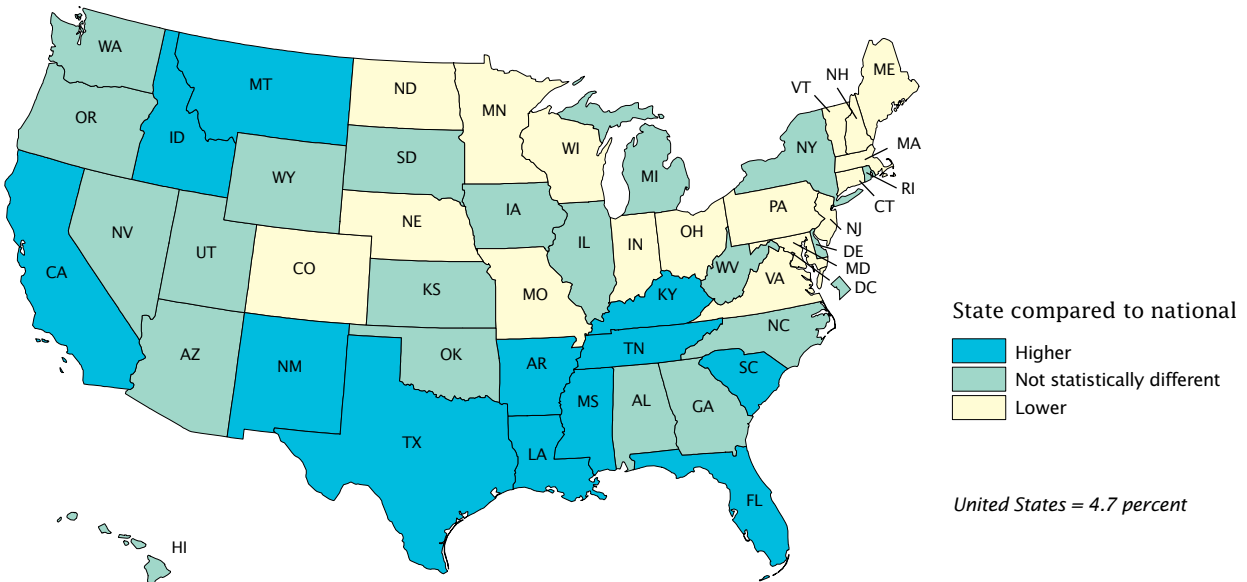 WA
MT
ND
MN
VT
NH
ME
OR
ID
SD
WI
MI
NY
MA
WY
RI
CT
NE
IA
PA
NJ
NV
UT
CO
IL
IN
OH
WV
DE
MD
DC
CA
KS
MO
KY
VA
AZ
NM
OK
AR
TN
NC
SC
TX
LA
MS
AL
GA
FL
HI
State compared to national
Higher
Not statistically different
Lower
United States = 4.7 percent